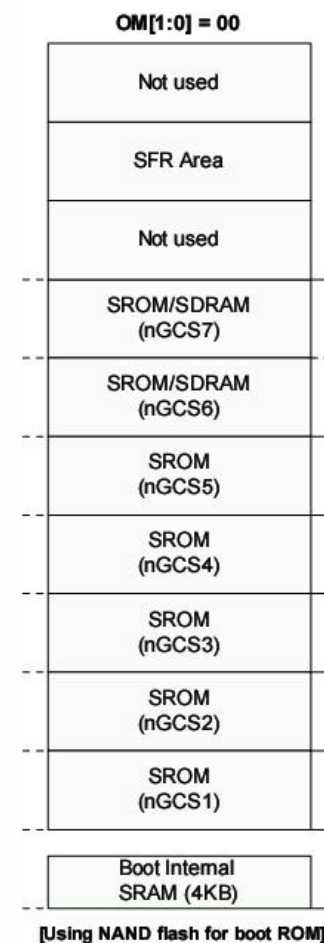 OM[1:0] = 00
Not used
SFR Area
Not used
SROM/SDRAM
(nGCS7)
SROM/SDRAM
(nGCS6)
SROM
(nGCS5)
SROM
(nGCS4)
SROM
(nGCS3)
SROM
(nGCS2)
SROM
(nGCS1)
Boot Internal
SRAM (4KB)
[Using NAND flash for boot ROM]